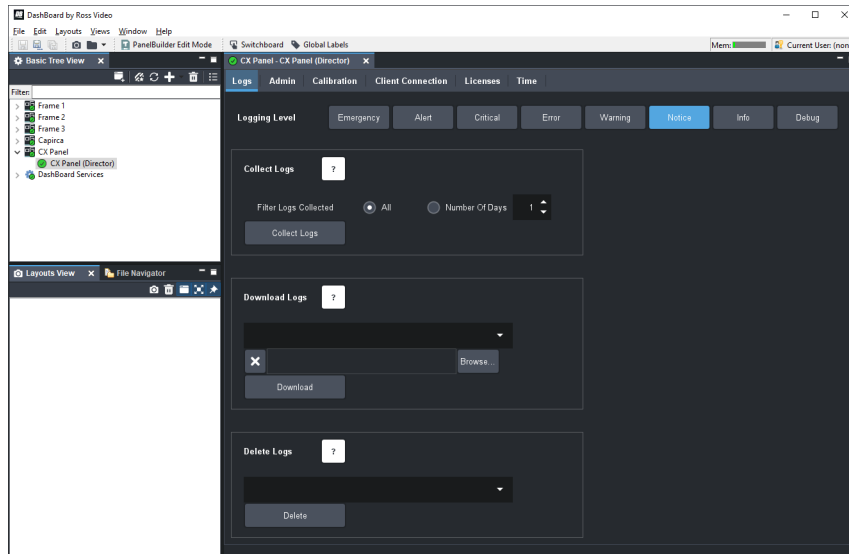 DashBoard by Ross Video
File Edit Layouts Views Window Help
PanelBuilder Edit Mode Switchboard Global Labels Mem: Current User: (non
Basic Tree View
Filter:
Frame 1
Frame 2
Frame 3
Capirca
CX Panel
CX Panel (Director)
DashBoard Services
Layouts View File Navigator
CX Panel - CX Panel (Director)
Logs Admin Calibration Client Connection Licenses Time
Logging Level Emergency Alert Critical Error Warning Notice Info Debug
Collect Logs ?
Filter Logs Collected All Number Of Days 1
Collect Logs
Download Logs ?
Browse...
Download
Delete Logs ?
Delete